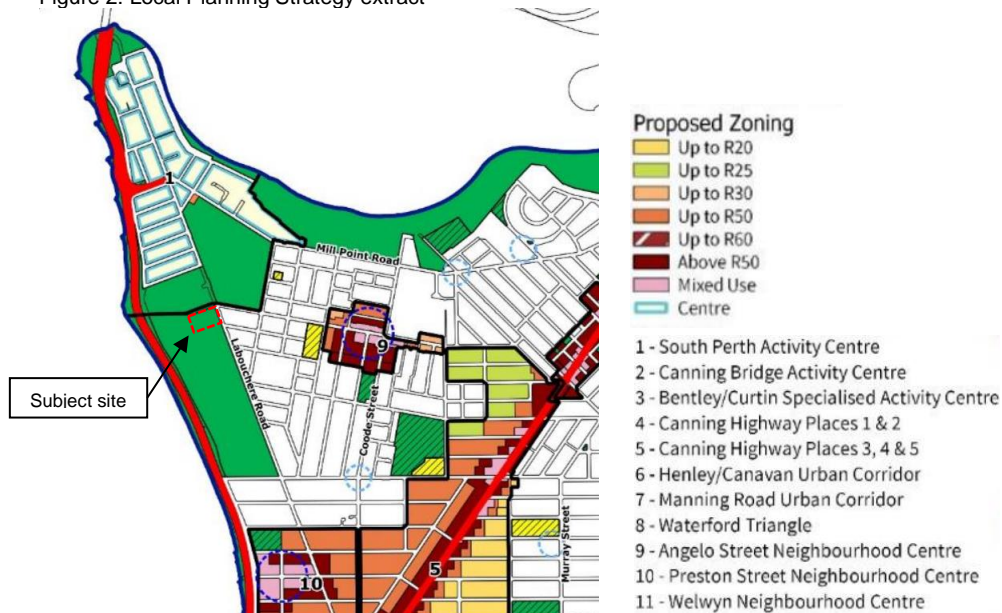 Figure 2: Local Planning Strategy extract
1
Mill Point Road
9
Labouchere Road
Coode Street
Subject site
Murray Street
5
10
Proposed Zoning
Up to R20
Up to R25
Up to R30
Up to R50
Up to R60
Above R50
Mixed Use
Centre
1 - South Perth Activity Centre
2 - Canning Bridge Activity Centre
3 - Bentley/Curtin Specialised Activity Centre
4 - Canning Highway Places 1 & 2
5 - Canning Highway Places 3, 4 & 5
6 - Henley/Canavan Urban Corridor
7 - Manning Road Urban Corridor
8 - Waterford Triangle
9 - Angelo Street Neighbourhood Centre
10 - Preston Street Neighbourhood Centre
11 - Welwyn Neighbourhood Centre